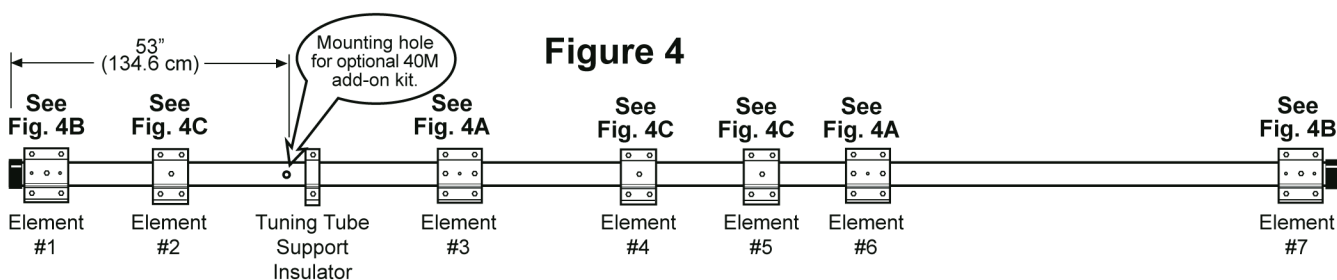 Figure 4
53”
(134.6 cm)
Mounting hole
for optional 40M
add-on kit.
See
Fig. 4B
See
Fig. 4C
See
Fig. 4A
See
Fig. 4C
See
Fig. 4C
See
Fig. 4A
See
Fig. 4B
Element
#1
Element
#2
Tuning Tube
Support
Insulator
Element
#3
Element
#4
Element
#5
Element
#6
Element
#7